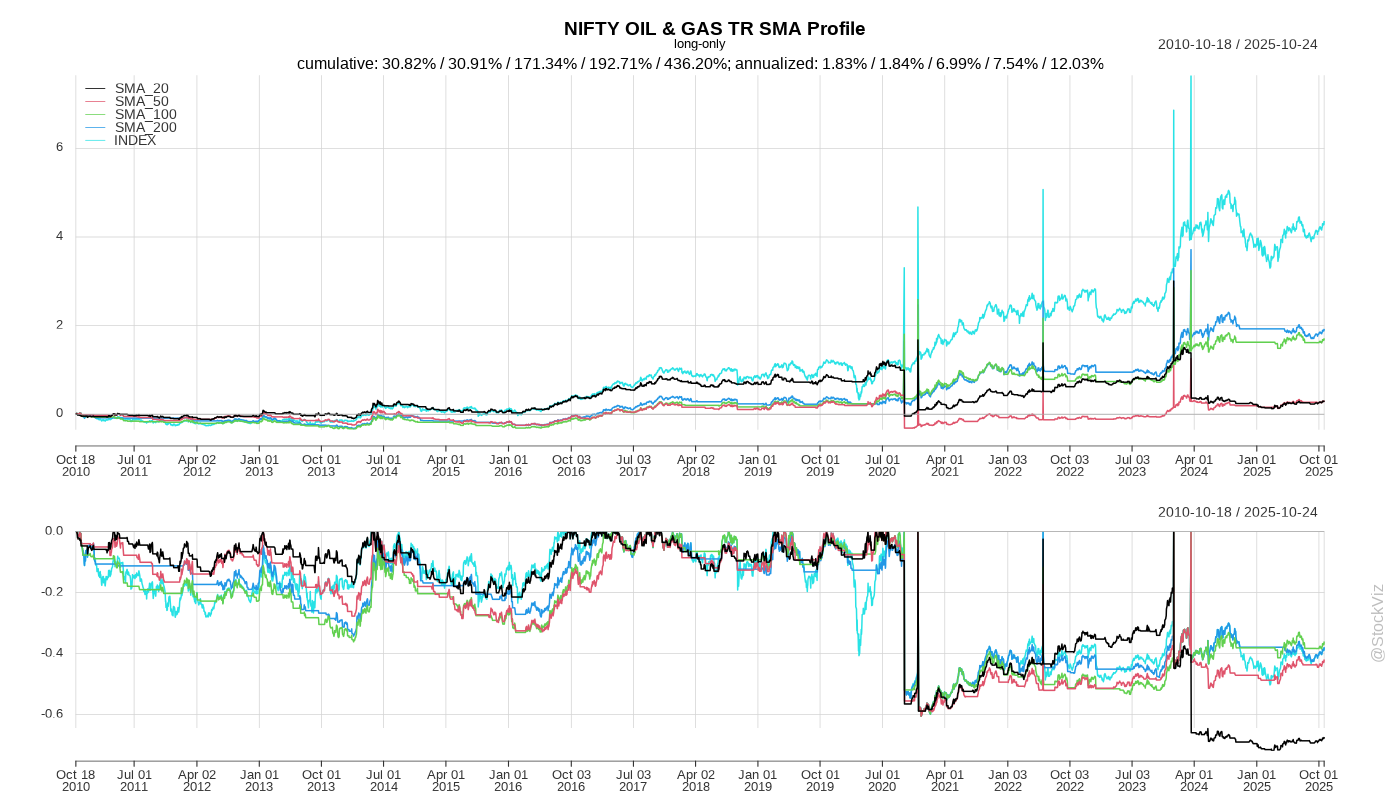 NIFTY OIL & GAS TR SMA Profile
long-only
2010-10-18 / 2025-10-24
cumulative: 30.82% / 30.91% / 171.34% / 192.71% / 436.20%; annualized: 1.83% / 1.84% / 6.99% / 7.54% / 12.03%
SMA_20
SMA_50
SMA_100
SMA_200
INDEX
6
4
2
0
Oct 18 Jul 01 Apr 02 Jan 01 Oct 01 Jul 01 Apr 01 Jan 01 Oct 03 Jul 03 Apr 02 Jan 01 Oct 01 Jul 01 Apr 01 Jan 03 Oct 03 Jul 03 Apr 01 Jan 01 Oct 01
2010 2011 2012 2013 2013 2014 2015 2016 2016 2017 2018 2019 2019 2020 2021 2022 2022 2023 2024 2025 2025
2010-10-18 / 2025-10-24
0.0
-0.2
-0.4
-0.6
Oct 18 Jul 01 Apr 02 Jan 01 Oct 01 Jul 01 Apr 01 Jan 01 Oct 03 Jul 03 Apr 02 Jan 01 Oct 01 Jul 01 Apr 01 Jan 03 Oct 03 Jul 03 Apr 01 Jan 01 Oct 01
2010 2011 2012 2013 2013 2014 2015 2016 2016 2017 2018 2019 2019 2020 2021 2022 2022 2023 2024 2025 2025
@StockViz